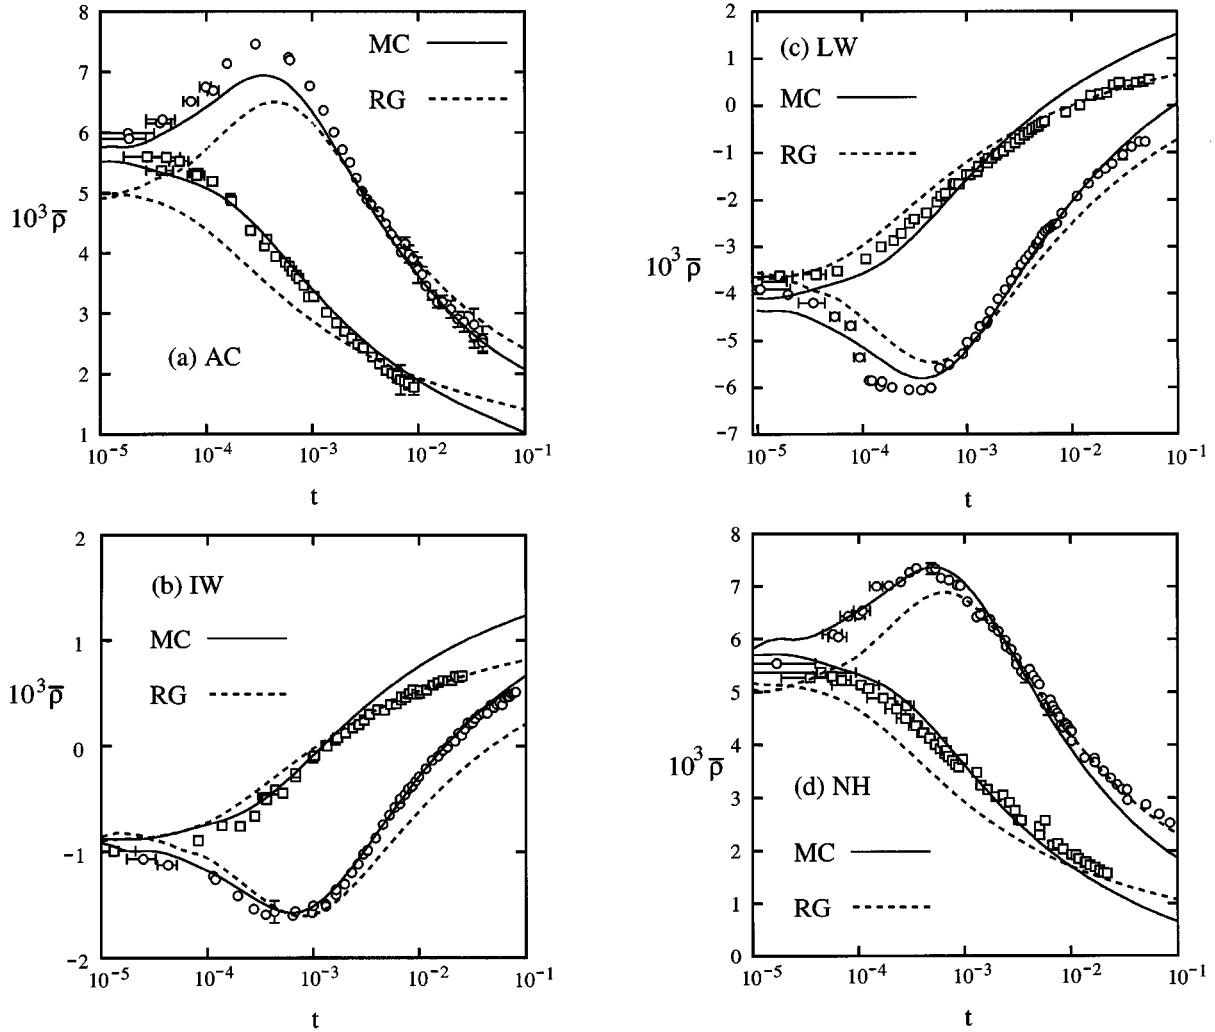 8
7
6
5
4
3
2
1
10³ ρ̄
MC
RG
(a) AC
10⁻⁵ 10⁻⁴ 10⁻³ 10⁻² 10⁻¹
t
2
1
0
−1
−2
−3
−4
−5
−6
−7
10³ ρ̄
(c) LW
MC
RG
10⁻⁵ 10⁻⁴ 10⁻³ 10⁻² 10⁻¹
t
2
1
0
−1
−2
10³ ρ̄
(b) IW
MC
RG
10⁻⁵ 10⁻⁴ 10⁻³ 10⁻² 10⁻¹
t
8
7
6
5
4
3
2
1
0
10³ ρ̄
(d) NH
MC
RG
10⁻⁵ 10⁻⁴ 10⁻³ 10⁻² 10⁻¹
t